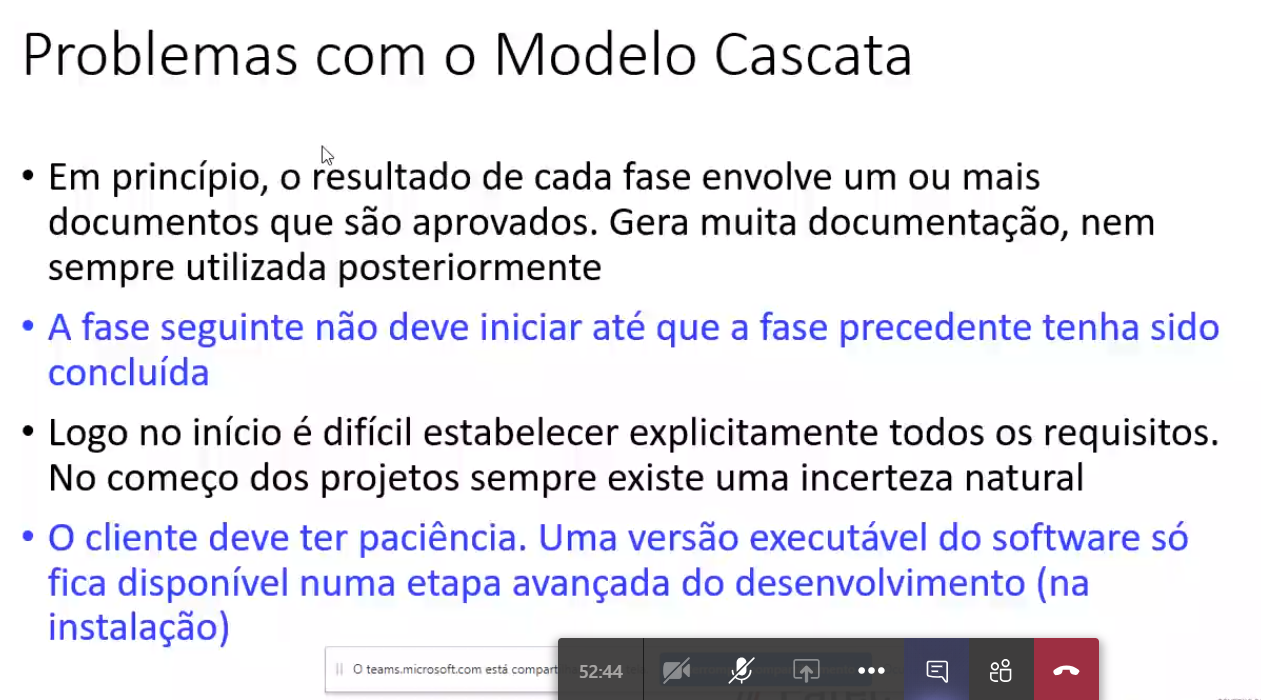 Problemas com o Modelo Cascata
• Em princípio, o resultado de cada fase envolve um ou mais
documentos que são aprovados. Gera muita documentação, nem
sempre utilizada posteriormente
• A fase seguinte não deve iniciar até que a fase precedente tenha sido
concluída
• Logo no início é difícil estabelecer explicitamente todos os requisitos.
No começo dos projetos sempre existe uma incerteza natural
• O cliente deve ter paciência. Uma versão executável do software só
fica disponível numa etapa avançada do desenvolvimento (na
instalação)
O teams.microsoft.com está
52:44